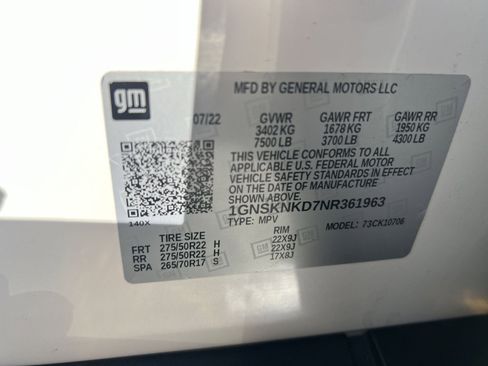 gm
MFD BY GENERAL MOTORS LLC
07/22 GVWR GAWR FRT GAWR RR
3402 KG 1678 KG 1950 KG
7500 LB 3700 LB 4300 LB
THIS VEHICLE CONFORMS TO ALL
APPLICABLE U.S. FEDERAL MOTOR
VEHICLE SAFETY STANDARDS IN EFFECT
ON THE DATE OF MANUFACTURE
SHOWN ABOVE.
1GNSKNKD7NR361963
TYPE: MPV MODEL: 73CK10706
140X
TIRE SIZE RIM
FRT 275/50R22 H 22X9J
RR 275/50R22 H 22X9J
SPA 265/70R17 S 17X8J